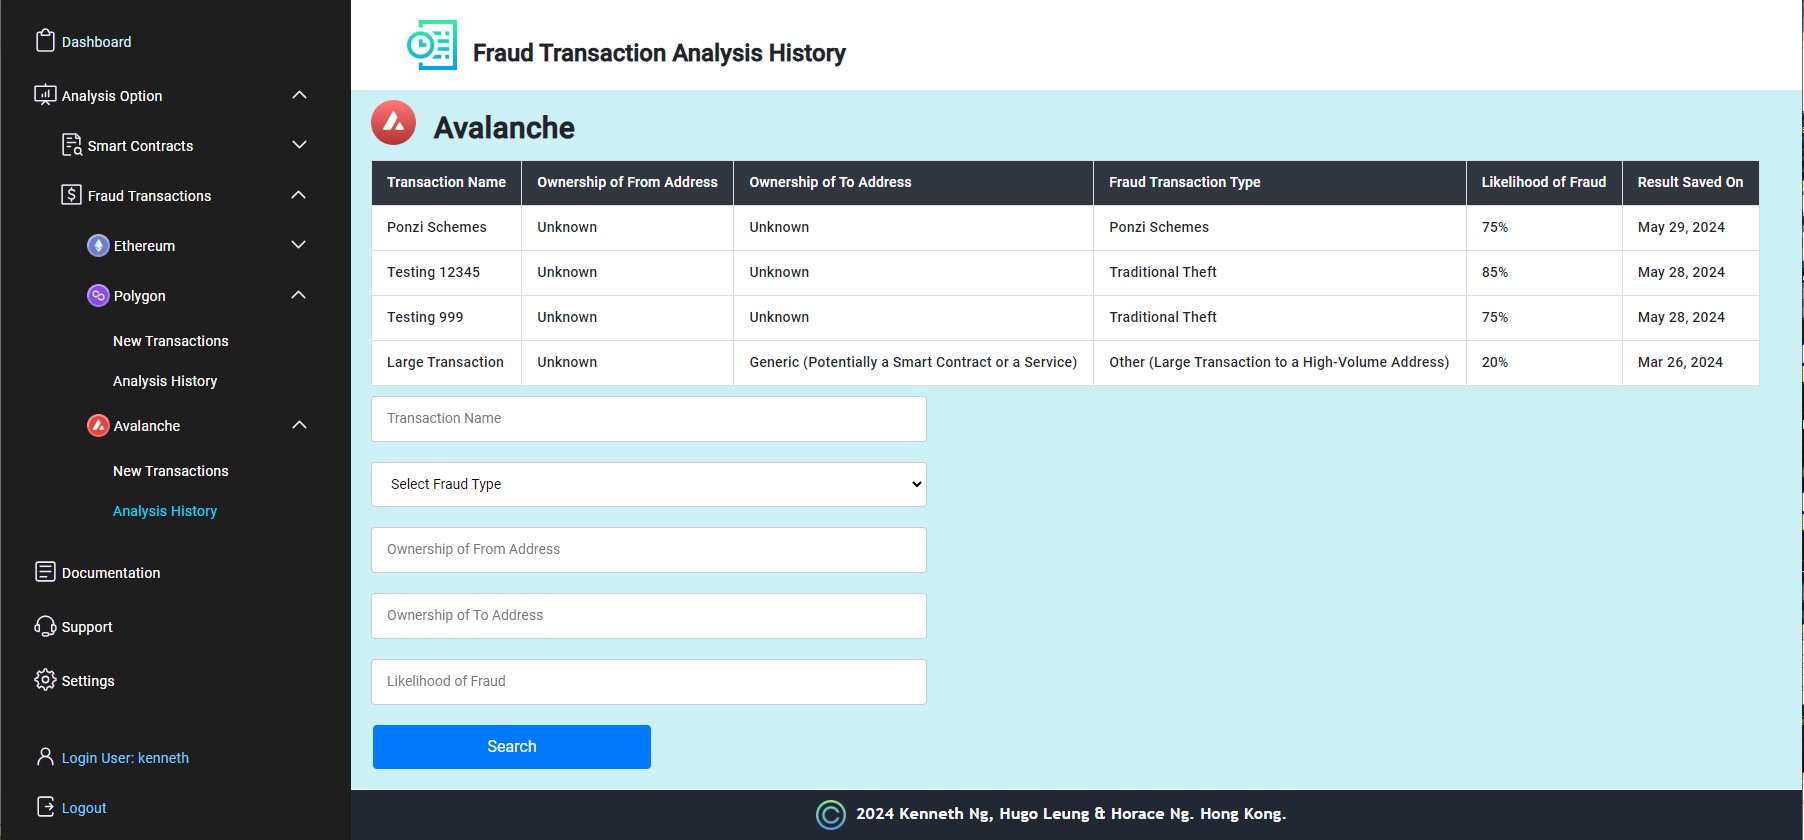 Dashboard
Analysis Option
Smart Contracts
Fraud Transactions
Ethereum
Polygon
New Transactions
Analysis History
Avalanche
New Transactions
Analysis History
Documentation
Support
Settings
Login User: kenneth
Logout
Fraud Transaction Analysis History
Avalanche
Transaction Name Ownership of From Address Ownership of To Address Fraud Transaction Type Likelihood of Fraud Result Saved On
Ponzi Schemes Unknown Unknown Ponzi Schemes 75% May 29, 2024
Testing 12345 Unknown Unknown Traditional Theft 85% May 28, 2024
Testing 999 Unknown Unknown Traditional Theft 75% May 28, 2024
Large Transaction Unknown Generic (Potentially a Smart Contract or a Service) Other (Large Transaction to a High-Volume Address) 20% Mar 26, 2024
Transaction Name
Select Fraud Type
Ownership of From Address
Ownership of To Address
Likelihood of Fraud
Search
© 2024 Kenneth Ng, Hugo Leung & Horace Ng. Hong Kong.